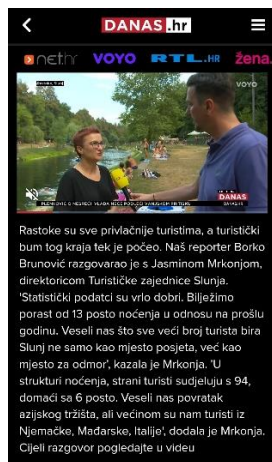 DANAS.hr
net.hr VOYO RTL.HR žena.
VOYO
DANAS
Rastoke su sve privlačnije turistima, a turistički
bum tog kraja tek je počeo. Naš reporter Borko
Brunović razgovarao je s Jasminom Mrkonjom,
direktoricom Turističke zajednice Slunja.
'Statistički podatci su vrlo dobri. Bilježimo
porast od 13 posto noćenja u odnosu na prošlu
godinu. Veseli nas što sve veći broj turista bira
Slunj ne samo kao mjesto posjeta, već kao
mjesto za odmor', kazala je Mrkonja. 'U
strukturi noćenja, strani turisti sudjeluju s 94,
domaći sa 6 posto. Veseli nas povratak
azijskog tržišta, ali većinom su nam turisti iz
Njemačke, Mađarske, Italije', dodala je Mrkonja.
Cijeli razgovor pogledajte u videu